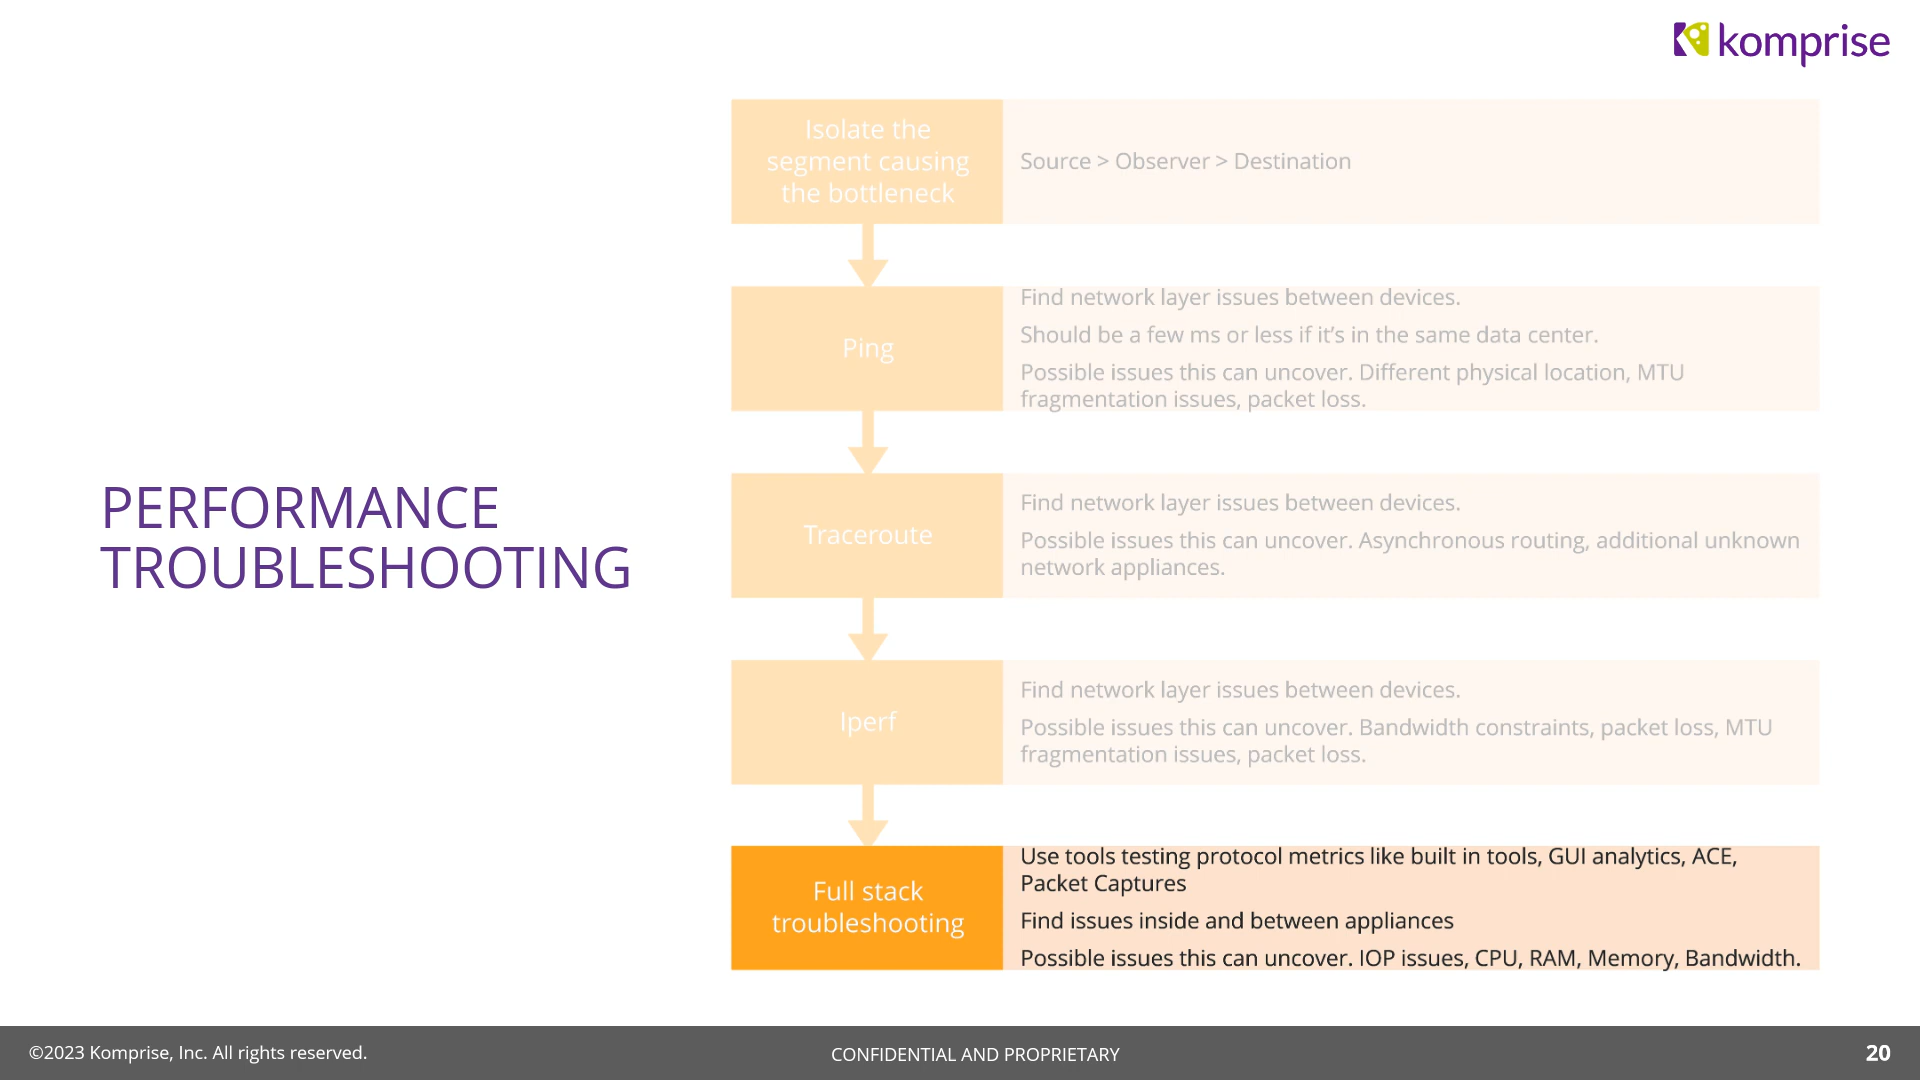 komprise
Isolate the
segment causing
the bottleneck
Source > Observer > Destination
Ping
Find network layer issues between devices.
Should be a few ms or less if it’s in the same data center.
Possible issues this can uncover. Different physical location, MTU
fragmentation issues, packet loss.
PERFORMANCE
TROUBLESHOOTING
Traceroute
Find network layer issues between devices.
Possible issues this can uncover. Asynchronous routing, additional unknown
network appliances.
Iperf
Find network layer issues between devices.
Possible issues this can uncover. Bandwidth constraints, packet loss, MTU
fragmentation issues, packet loss.
Full stack
troubleshooting
Use tools testing protocol metrics like built in tools, GUI analytics, ACE,
Packet Captures
Find issues inside and between appliances
Possible issues this can uncover. IOP issues, CPU, RAM, Memory, Bandwidth.
©2023 Komprise, Inc. All rights reserved.
CONFIDENTIAL AND PROPRIETARY
20